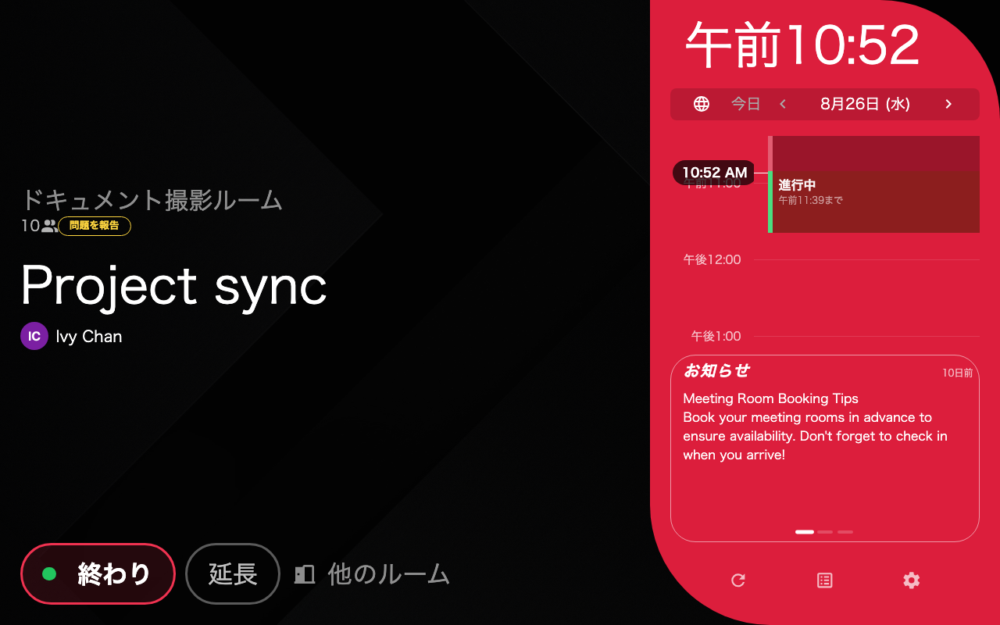 ドキュメント撮影ルーム
10
問題を報告
Project sync
IC
Ivy Chan
終わり
延長
他のルーム
午前10:52
今日
8月26日 (水)
10:52 AM
午前11:00
進行中
午前11:39まで
午後12:00
午後1:00
お知らせ
10日前
Meeting Room Booking Tips
Book your meeting rooms in advance to
ensure availability. Don't forget to check in
when you arrive!